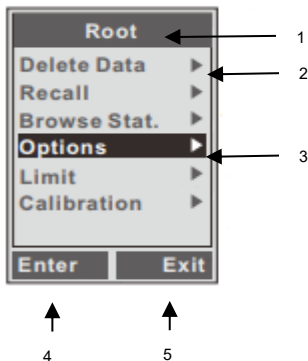 Root
1
Delete Data
2
Recall
Browse Stat.
Options
3
Limit
Calibration
Enter Exit
4 5